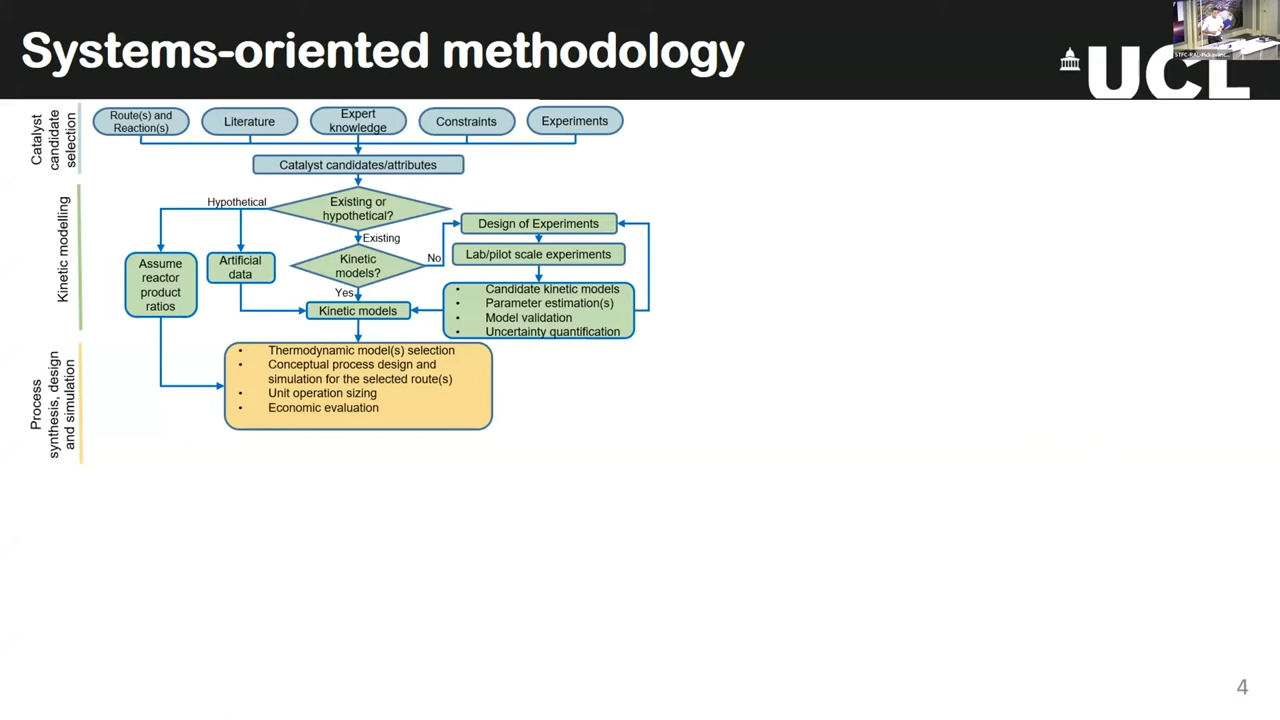 Systems-oriented methodology
UCL
Catalyst
candidate
selection
Route(s) and
Reaction(s)
Literature
Expert
knowledge
Constraints
Experiments
Catalyst candidates/attributes
Kinetic modelling
Hypothetical
Existing or
hypothetical?
Existing
Design of Experiments
Lab/pilot scale experiments
Assume
reactor
product
ratios
Artificial
data
Kinetic
models?
No
Yes
Kinetic models
• Candidate kinetic models
• Parameter estimation(s)
• Model validation
• Uncertainty quantification
Process
synthesis, design
and simulation
• Thermodynamic model(s) selection
• Conceptual process design and
simulation for the selected route(s)
• Unit operation sizing
• Economic evaluation
4